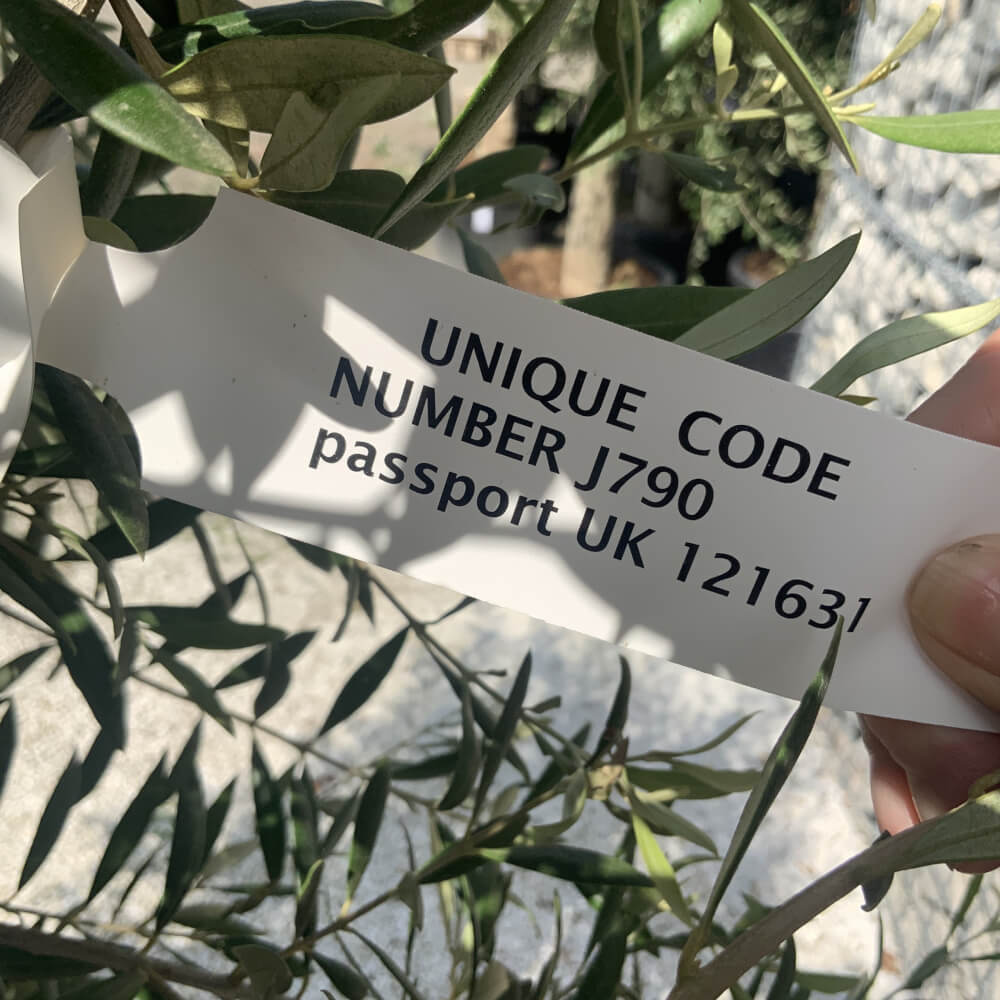 UNIQUE CODE
NUMBER J790
passport UK 121631